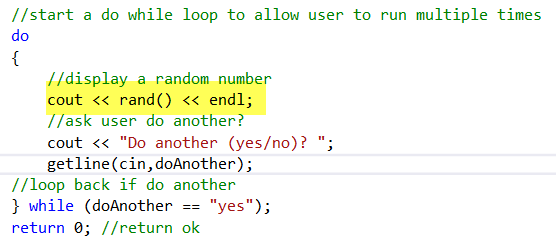 //start a do while loop to allow user to run multiple times
do
{
    //display a random number
    cout << rand() << endl;
    //ask user do another?
    cout << "Do another (yes/no)? ";
    getline(cin,doAnother);
//loop back if do another
} while (doAnother == "yes");
return 0; //return ok